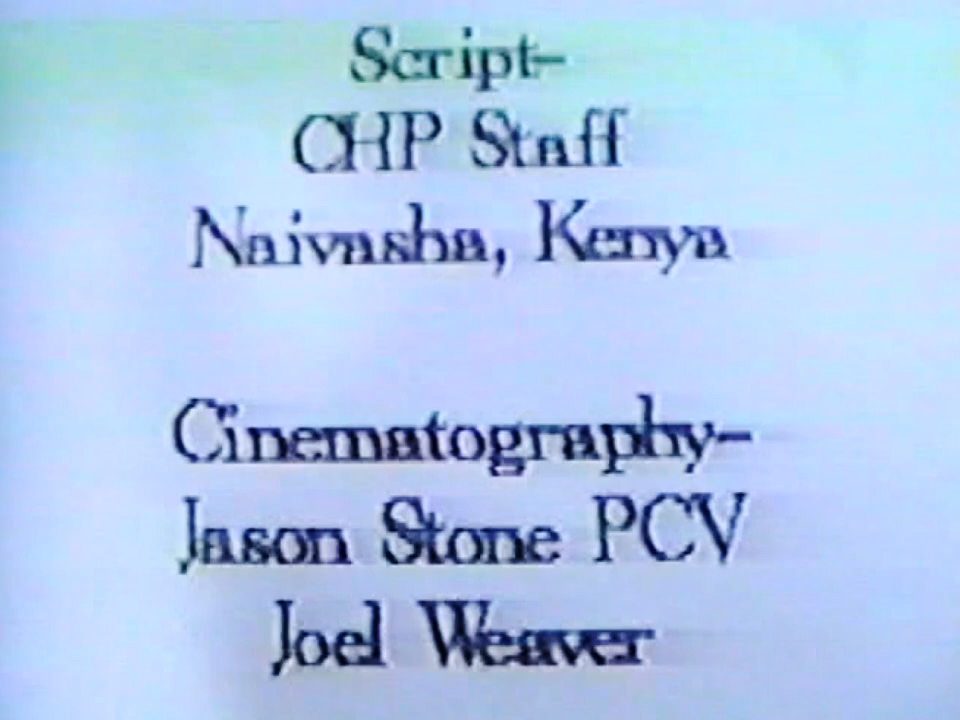 Script-
CHP Staff
Naivasha, Kenya
Cinematography-
Jason Stone PCV
Joel Weaver